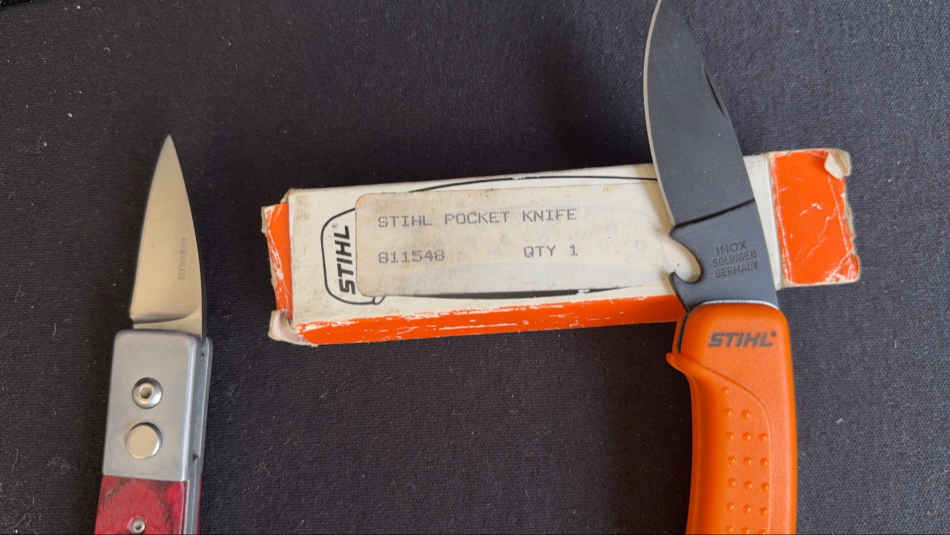 STIHL POCKET KNIFE
811548 QTY 1
STIHL®
INOX
SOLINGEN
GERMANY
STIHL®